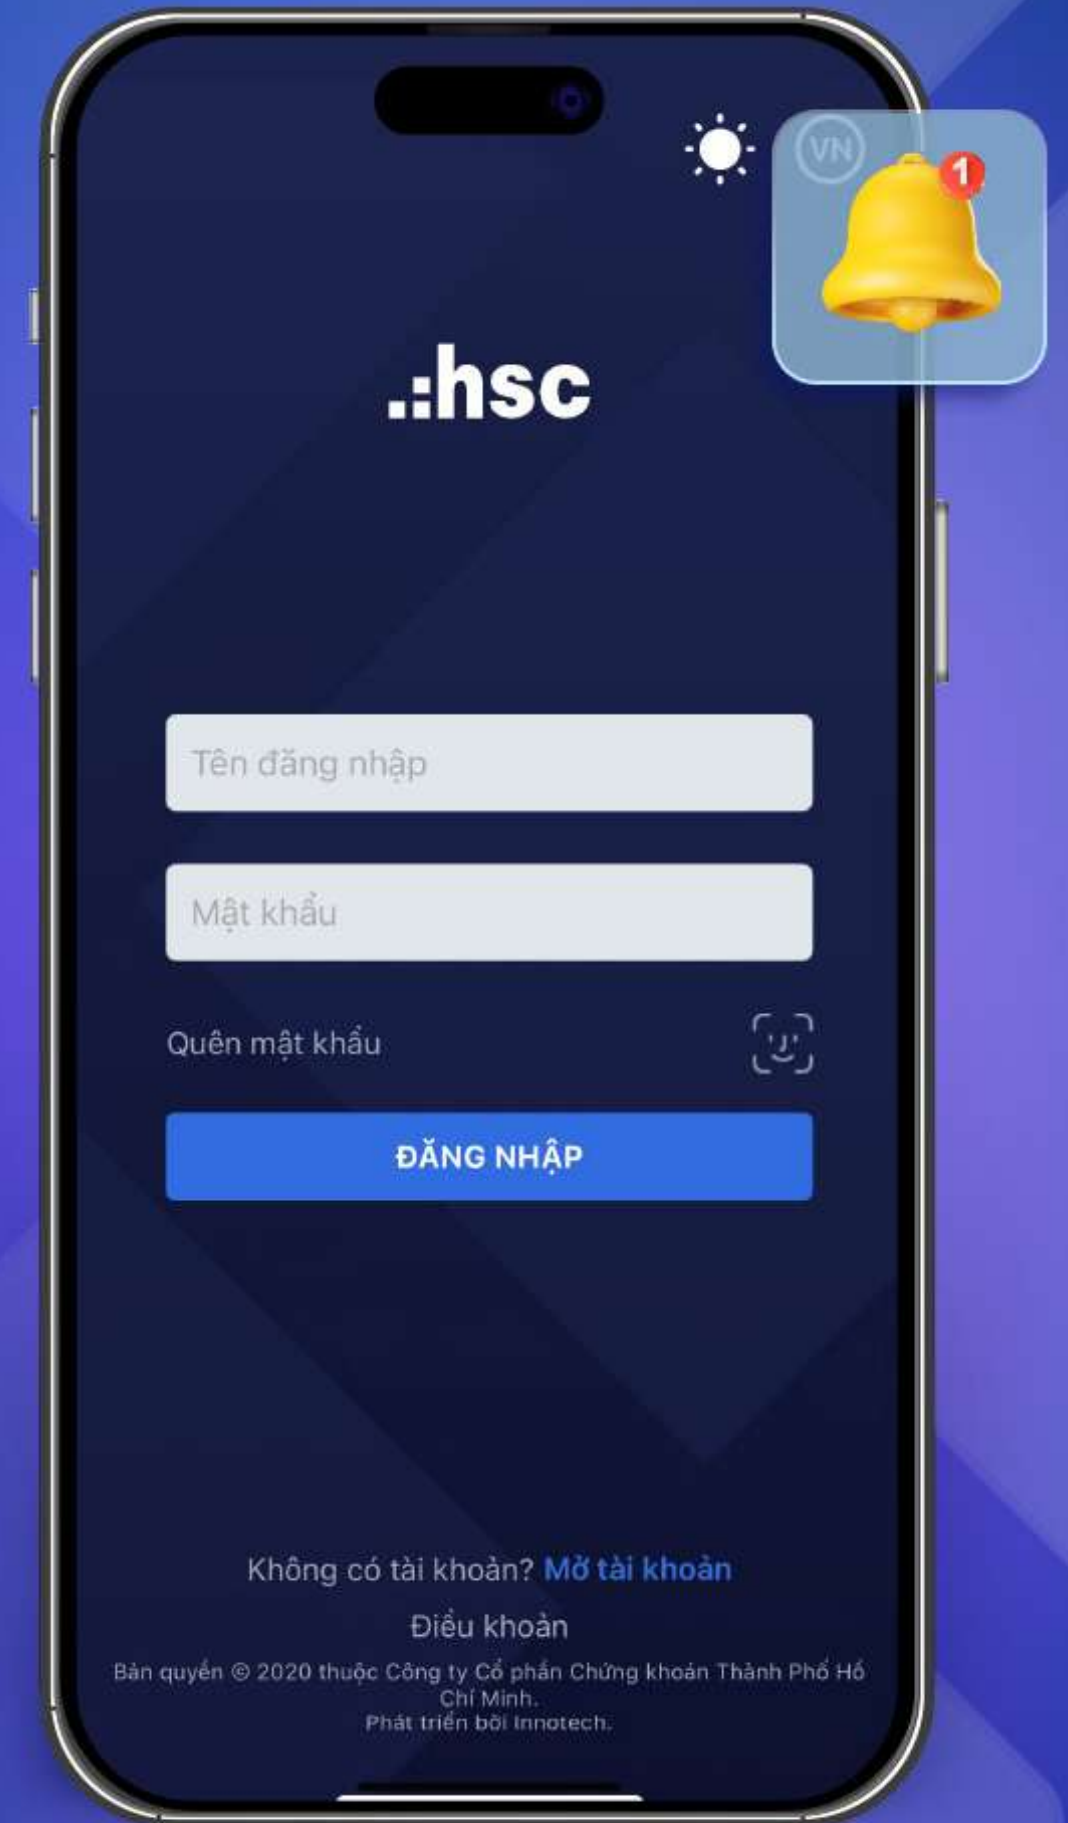 VN
1
.:hsc
Tên đăng nhập
Mật khẩu
Quên mật khẩu
ĐĂNG NHẬP
Không có tài khoản? Mở tài khoản
Điều khoản
Bản quyền © 2020 thuộc Công ty Cổ phần Chứng khoán Thành Phố Hồ
Chí Minh.
Phát triển bởi Innotech.